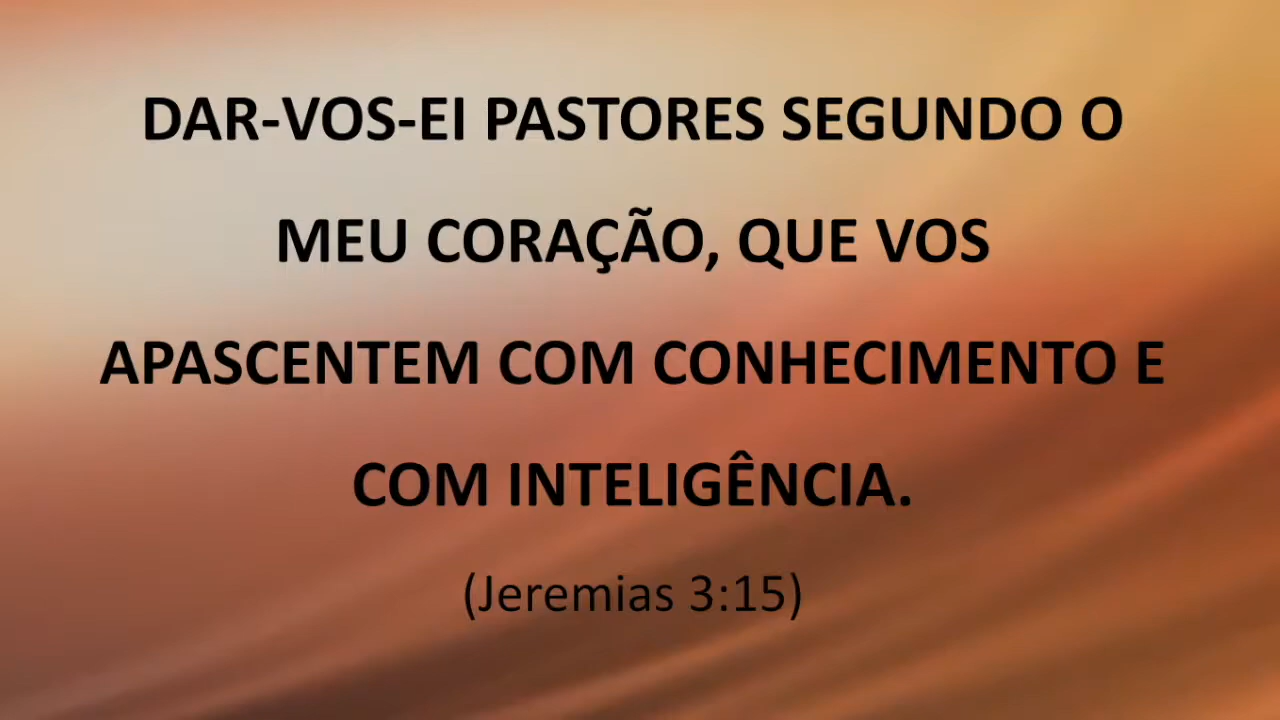 DAR-VOS-EI PASTORES SEGUNDO O
MEU CORAÇÃO, QUE VOS
APASCENTEM COM CONHECIMENTO E
COM INTELIGÊNCIA.
(Jeremias 3:15)